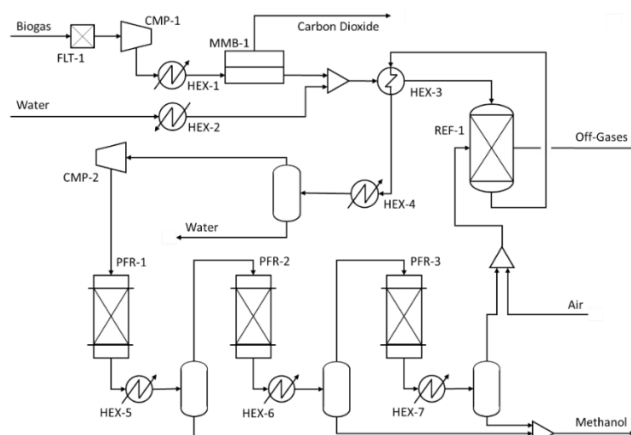 Biogas
CMP-1
Carbon Dioxide
MMB-1
FLT-1
HEX-1
HEX-3
Water
HEX-2
REF-1
Off-Gases
CMP-2
HEX-4
Water
PFR-1
PFR-2
PFR-3
Air
HEX-5
HEX-6
HEX-7
Methanol